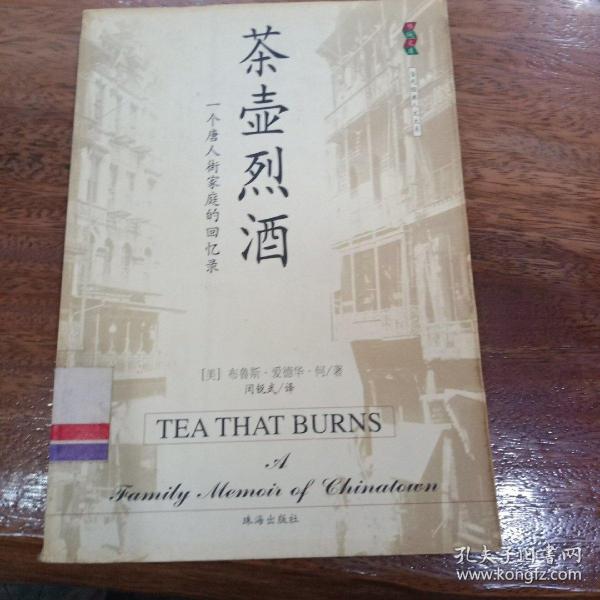 茶壶烈酒
一个唐人街家庭的回忆录
[美] 布鲁斯·爱德华·何/著
闰锐武/译
TEA THAT BURNS
A
Family Memoir of Chinatown
珠海出版社
孔夫子旧书网
www.kongfz.com